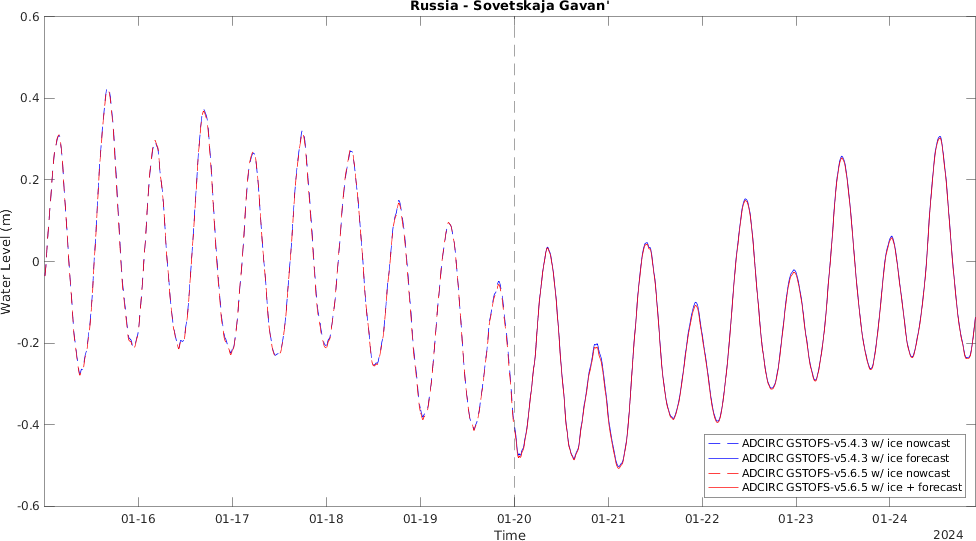 Russia - Sovetskaja Gavan'
0.6
0.4
0.2
0
-0.2
-0.4
-0.6
Water Level (m)
01-16
01-17
01-18
01-19
01-20
01-21
01-22
01-23
01-24
Time
2024
ADCIRC GSTOFS-v5.4.3 w/ ice nowcast
ADCIRC GSTOFS-v5.4.3 w/ ice forecast
ADCIRC GSTOFS-v5.6.5 w/ ice nowcast
ADCIRC GSTOFS-v5.6.5 w/ ice + forecast